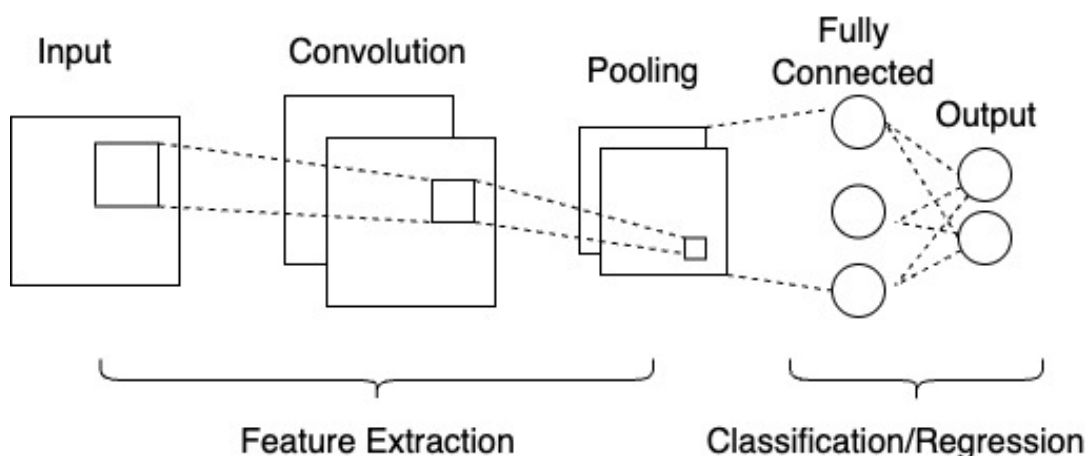 Input
Convolution
Pooling
Fully
Connected
Output
Feature Extraction
Classification/Regression